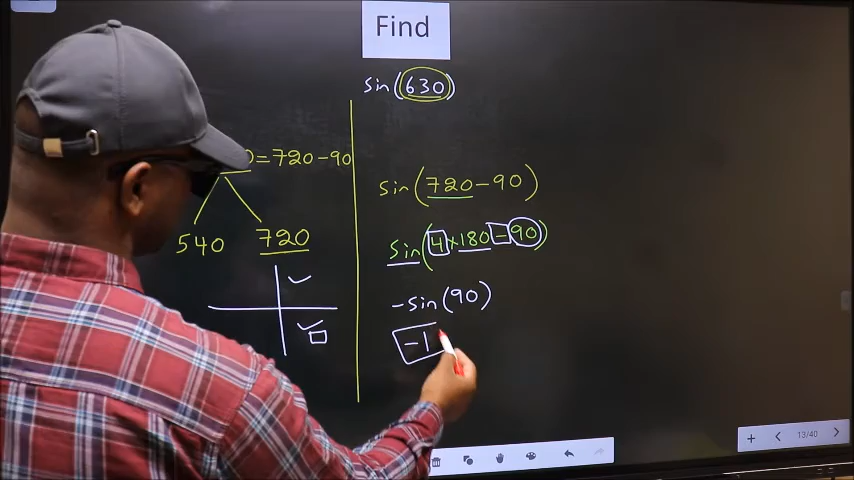 Find
sin(630)
0=720-90
540 720
sin(720-90)
sin(4×180-90)
-sin(90)
-1
13/40